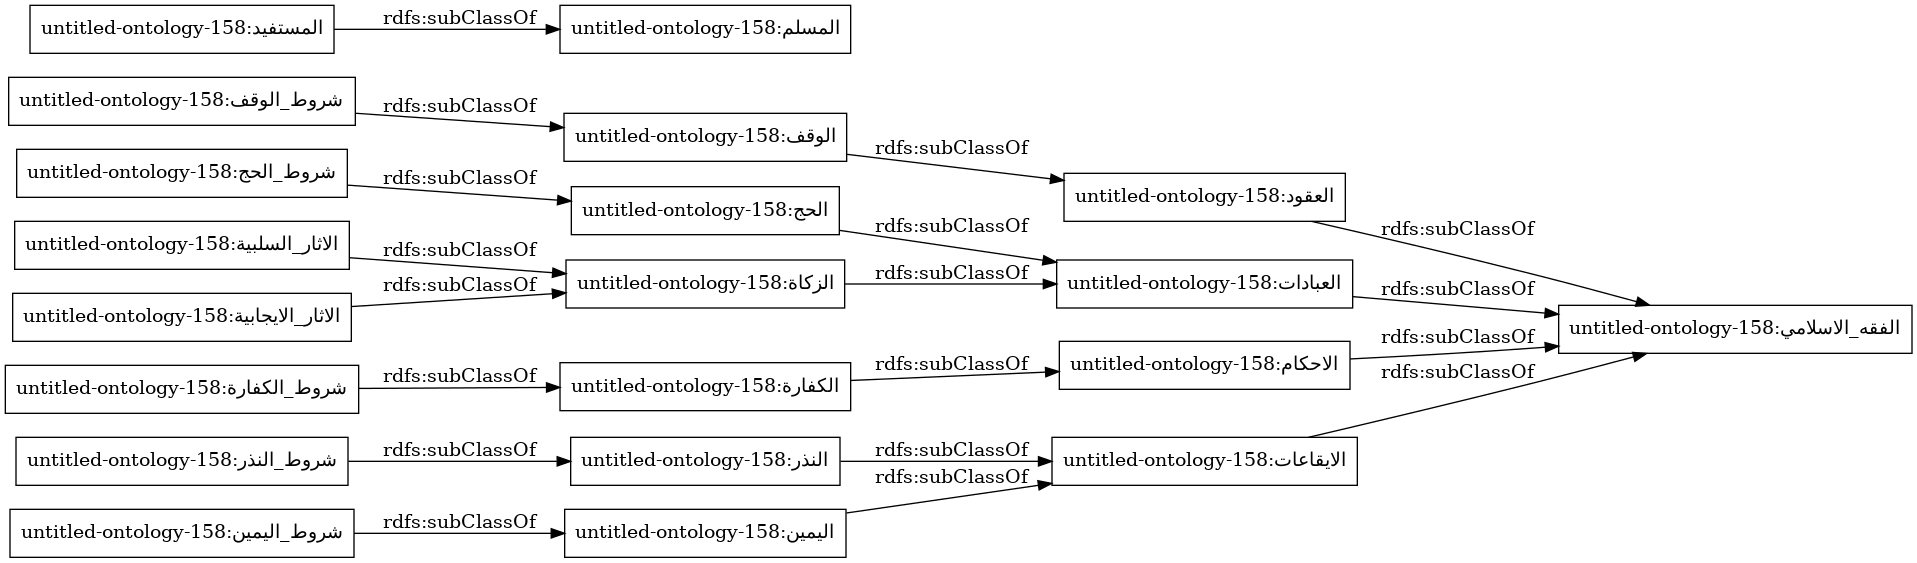 untitled-ontology-158:المستفيد
rdfs:subClassOf
untitled-ontology-158:المسلم
untitled-ontology-158:شروط_الوقف
rdfs:subClassOf
untitled-ontology-158:الوقف
rdfs:subClassOf
untitled-ontology-158:شروط_الحج
rdfs:subClassOf
untitled-ontology-158:العقود
untitled-ontology-158:الحج
rdfs:subClassOf
rdfs:subClassOf
untitled-ontology-158:الاثار_السلبية
rdfs:subClassOf
rdfs:subClassOf
untitled-ontology-158:الزكاة
untitled-ontology-158:العبادات
rdfs:subClassOf
rdfs:subClassOf
untitled-ontology-158:الاثار_الايجابية
untitled-ontology-158:الفقه_الاسلامي
rdfs:subClassOf
untitled-ontology-158:الاحكام
rdfs:subClassOf
rdfs:subClassOf
untitled-ontology-158:شروط_الكفارة
rdfs:subClassOf
untitled-ontology-158:الكفارة
untitled-ontology-158:شروط_النذر
rdfs:subClassOf
untitled-ontology-158:النذر
rdfs:subClassOf
untitled-ontology-158:الايقاعات
rdfs:subClassOf
untitled-ontology-158:شروط_اليمين
rdfs:subClassOf
untitled-ontology-158:اليمين